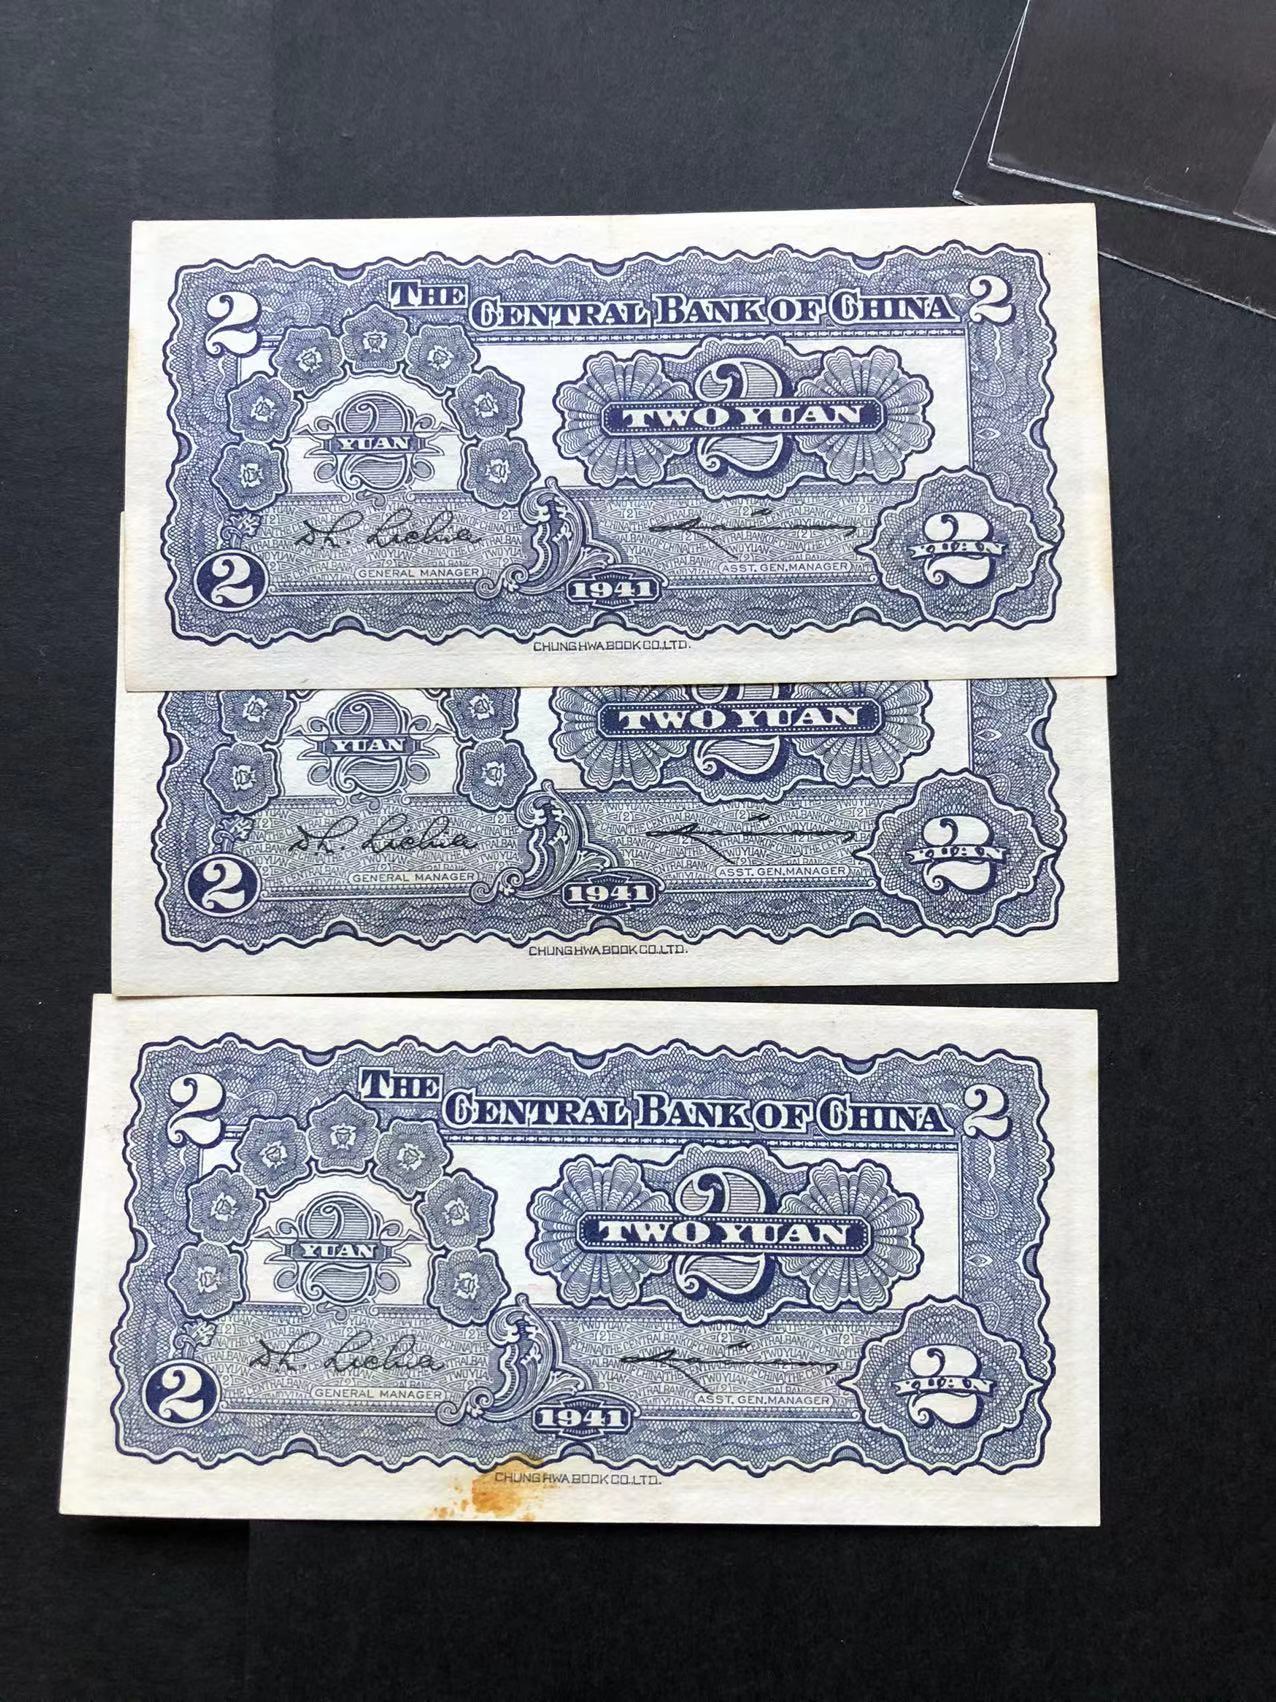 2 THE CENTRAL BANK OF CHINA 2
2
YUAN
TWO YUAN
GENERAL MANAGER
ASST. GEN. MANAGER
2
1941
2
YUAN
CHUNG HWA BOOK CO., LTD.
2
YUAN
TWO YUAN
GENERAL MANAGER
ASST. GEN. MANAGER
2
1941
2
YUAN
CHUNG HWA BOOK CO., LTD.
2 THE CENTRAL BANK OF CHINA 2
2
YUAN
TWO YUAN
GENERAL MANAGER
ASST. GEN. MANAGER
2
1941
2
YUAN
CHUNG HWA BOOK CO., LTD.